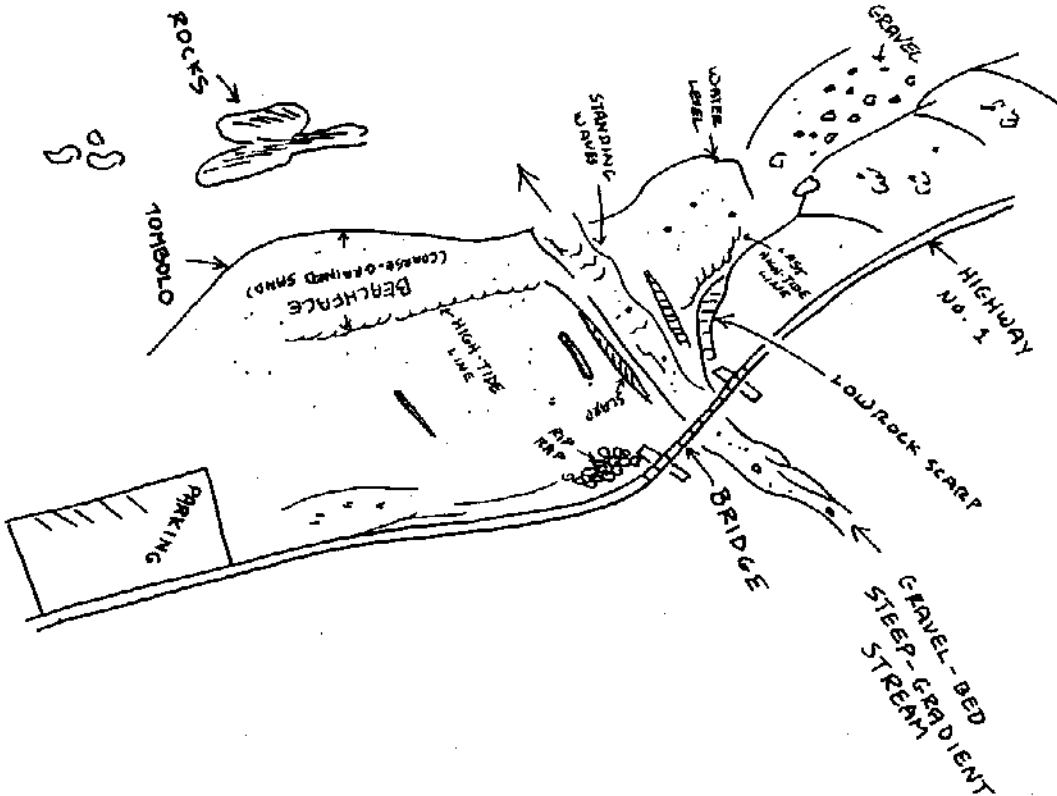 ROCKS
GRAVEL
WATER
LEVEL
STANDING
WAVES
TOMBOLO
BEACHFACE
(COARSE-GRAINED SAND)
HIGH-TIDE
LINE
LAST
HIGH-TIDE
LINE
HIGHWAY
NO. 1
LOW ROCK SCARP
SCARP
RIP
RAP
BRIDGE
PARKING
GRAVEL-BED
STEEP-GRADIENT
STREAM